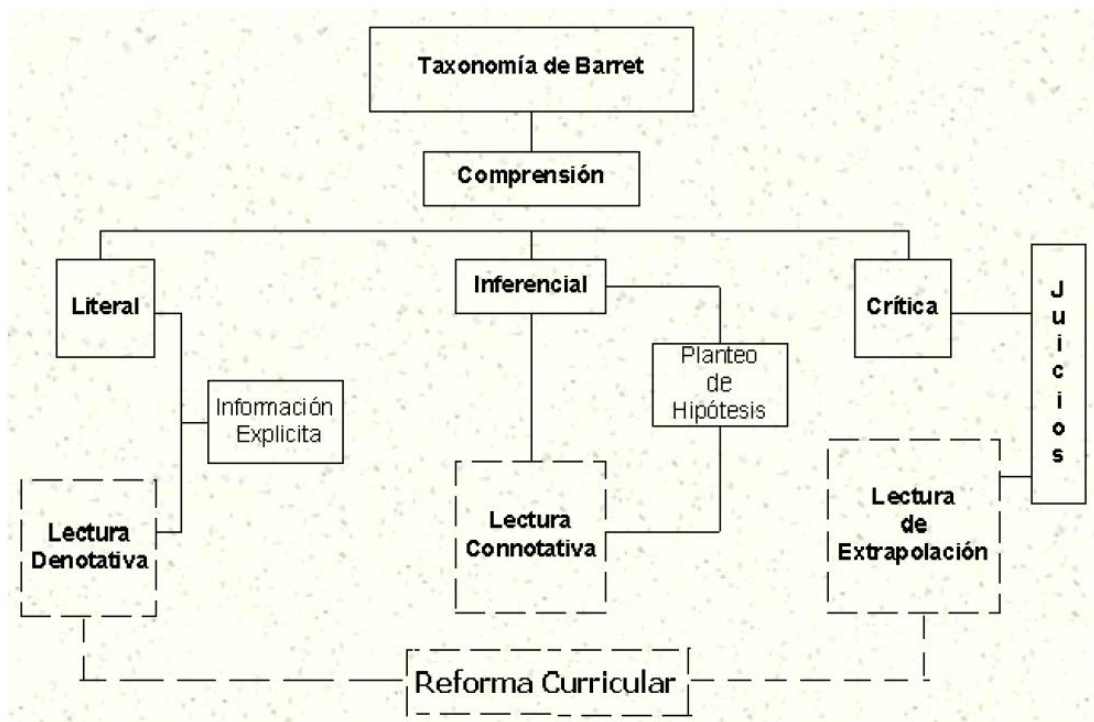 Taxonomía de Barret
Comprensión
Literal
Inferencial
Crítica
Juicios
Planteo
de
Hipótesis
Información
Explicita
Lectura
Denotativa
Lectura
Connotativa
Lectura
de
Extrapolación
Reforma Curricular